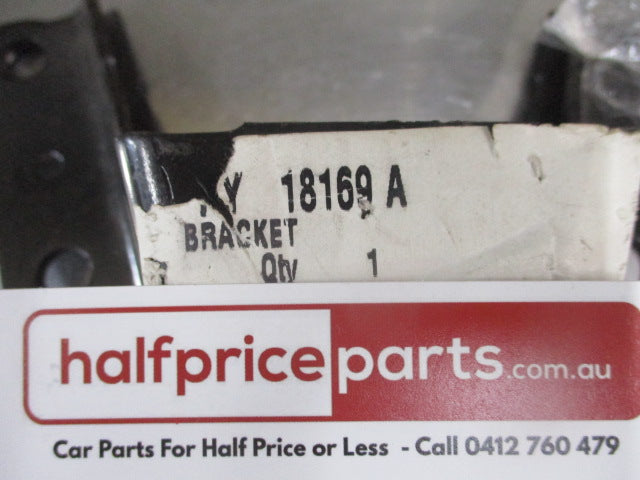 Y 18169 A
BRACKET
Qty 1
halfpriceparts.com.au
Car Parts For Half Price or Less - Call 0412 760 479